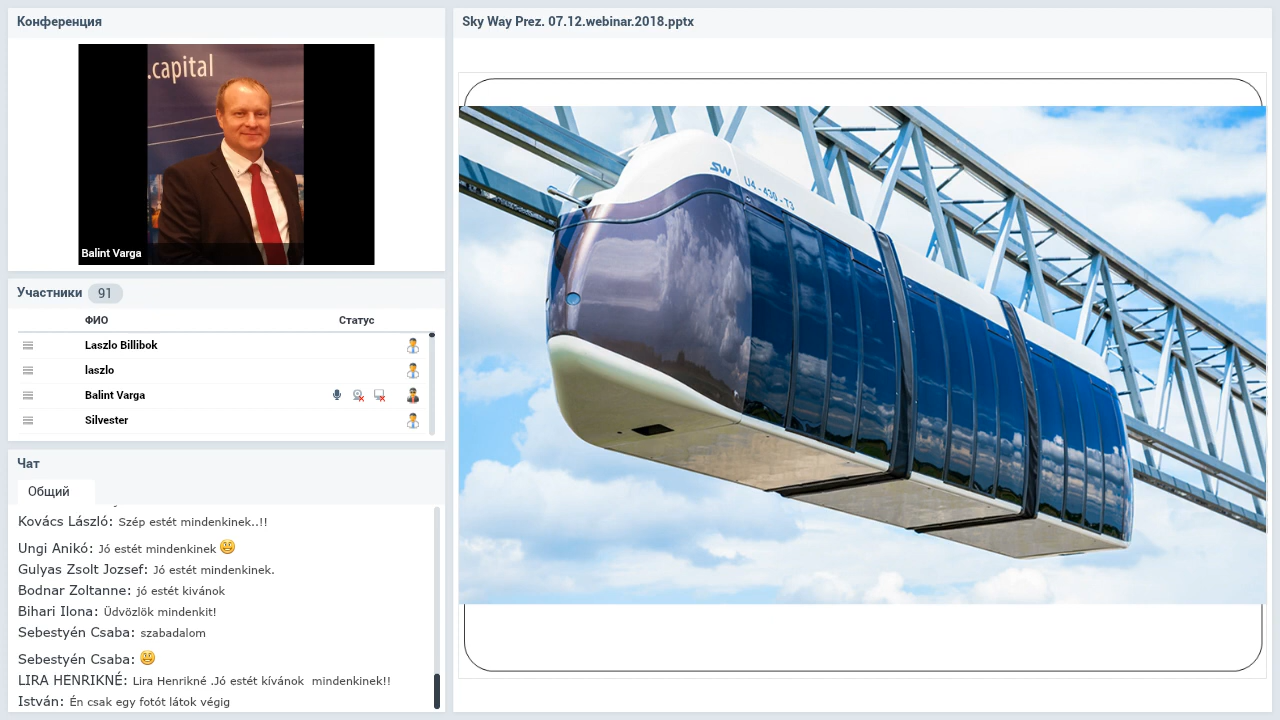 Конференция
.capital
Balint Varga
Участники 91
ФИО Статус
Laszlo Billibok
laszlo
Balint Varga
Silvester
Чат
Общий
Kovács László: Szép estét mindenkinek..!!
Ungi Anikó: Jó estét mindenkinek
Gulyas Zsolt Jozsef: Jó estét mindenkinek.
Bodnar Zoltanne: jó estét kivánok
Bihari Ilona: Üdvözlök mindenkit!
Sebestyén Csaba: szabadalom
Sebestyén Csaba:
LIRA HENRIKNÉ: Lira Henrikné .Jó estét kívánok  mindenkinek!!
István: Én csak egy fotót látok végig
Sky Way Prez. 07.12.webinar.2018.pptx
SW U4-430-T3